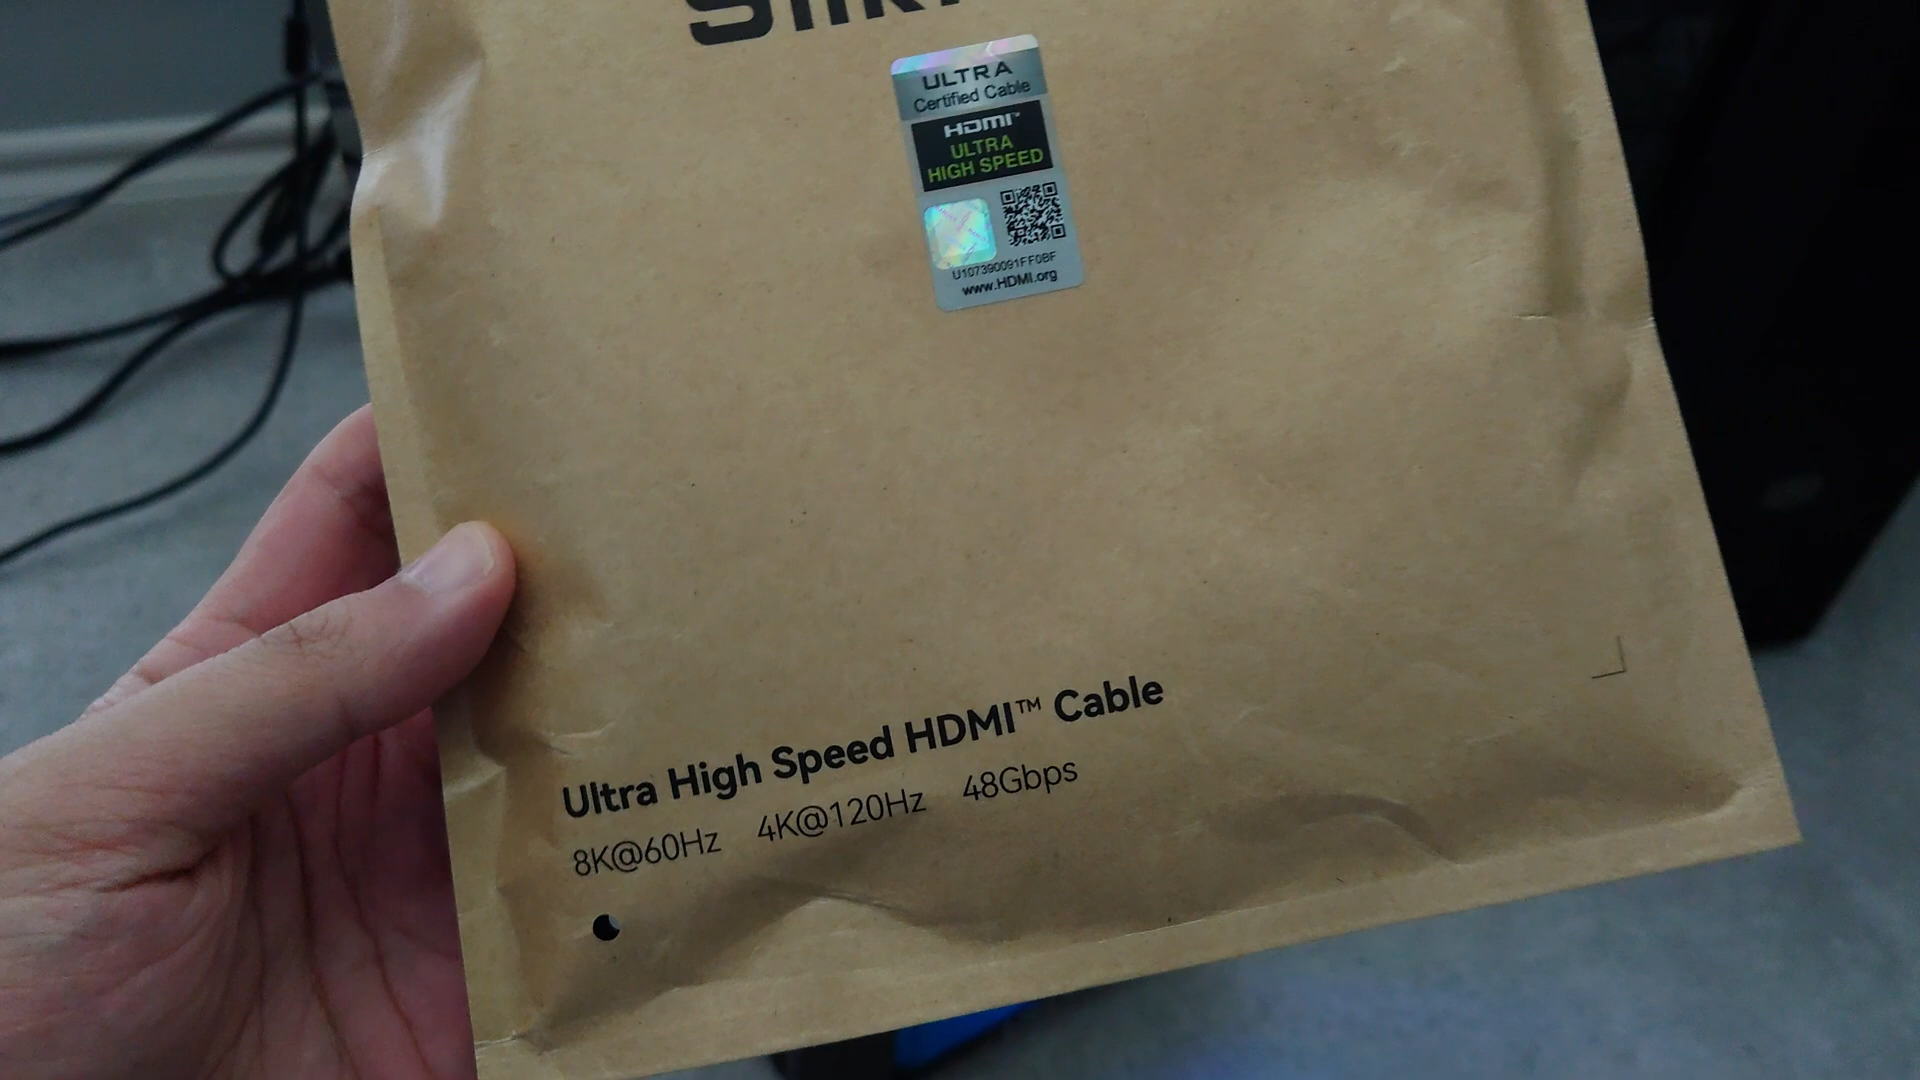 ULTRA
Certified Cable
HDMI™
ULTRA
HIGH SPEED
U107390091FF0BF
www.HDMI.org
Ultra High Speed HDMI™ Cable
8K@60Hz 4K@120Hz 48Gbps